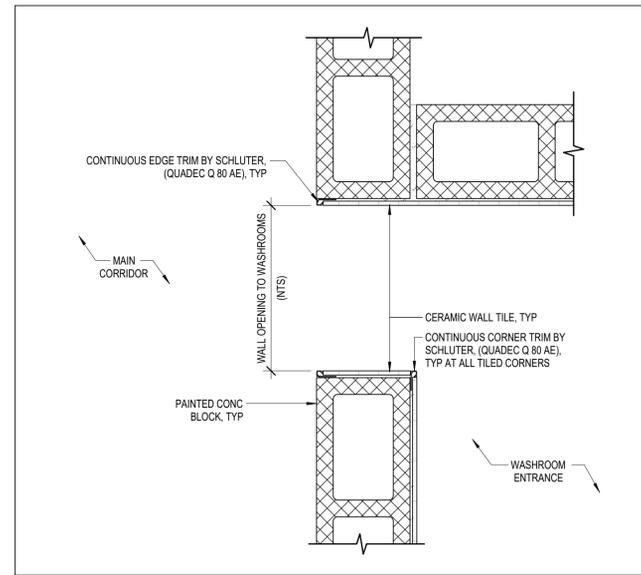 CONTINUOUS EDGE TRIM BY SCHLUTER,
(QUADEC Q 80 AE), TYP
WALL OPENING TO WASHROOMS
(NTS)
MAIN
CORRIDOR
CERAMIC WALL TILE, TYP
CONTINUOUS CORNER TRIM BY
SCHLUTER, (QUADEC Q 80 AE),
TYP AT ALL TILED CORNERS
PAINTED CONC
BLOCK, TYP
WASHROOM
ENTRANCE